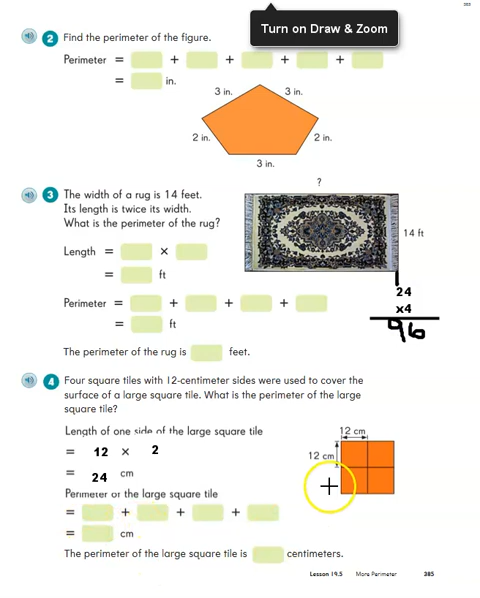 385
Turn on Draw & Zoom
2 Find the perimeter of the figure.
Perimeter = + + + +
= in.
3 in. 3 in.
2 in. 2 in.
3 in.
3 The width of a rug is 14 feet.
Its length is twice its width.
What is the perimeter of the rug?
?
14 ft
Length = ×
= ft
24
x4
96
Perimeter = + + +
= ft
The perimeter of the rug is feet.
4 Four square tiles with 12-centimeter sides were used to cover the
surface of a large square tile. What is the perimeter of the large
square tile?
Length of one side of the large square tile
= 12 × 2
= 24 cm
12 cm
12 cm
Perimeter of the large square tile
= + + +
= cm
The perimeter of the large square tile is centimeters.
Lesson 19.5 More Perimeter 385